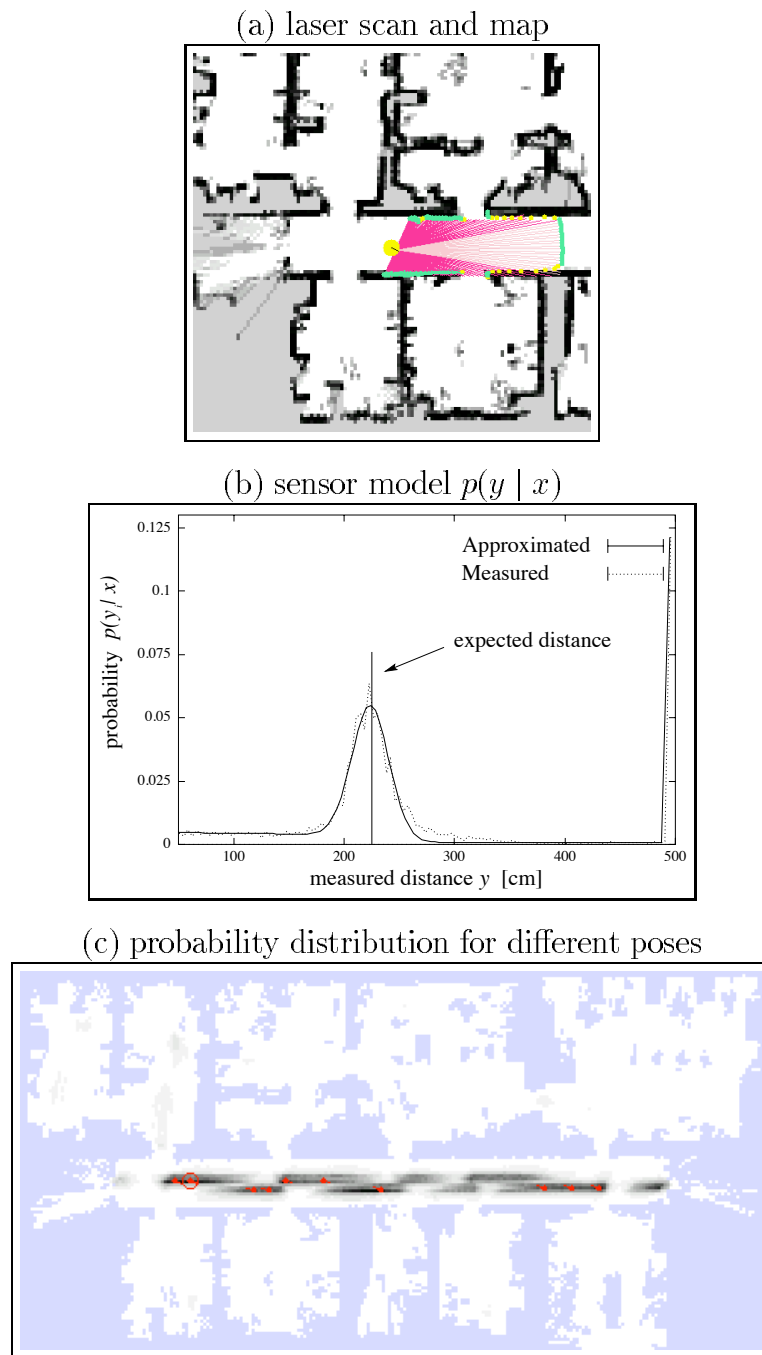 (a) laser scan and map
(b) sensor model p(y | x)
0.125
0.1
0.075
0.05
0.025
0
probability p(yᵢ | x)
Approximated
Measured
expected distance
100
200
300
400
500
measured distance y [cm]
(c) probability distribution for different poses